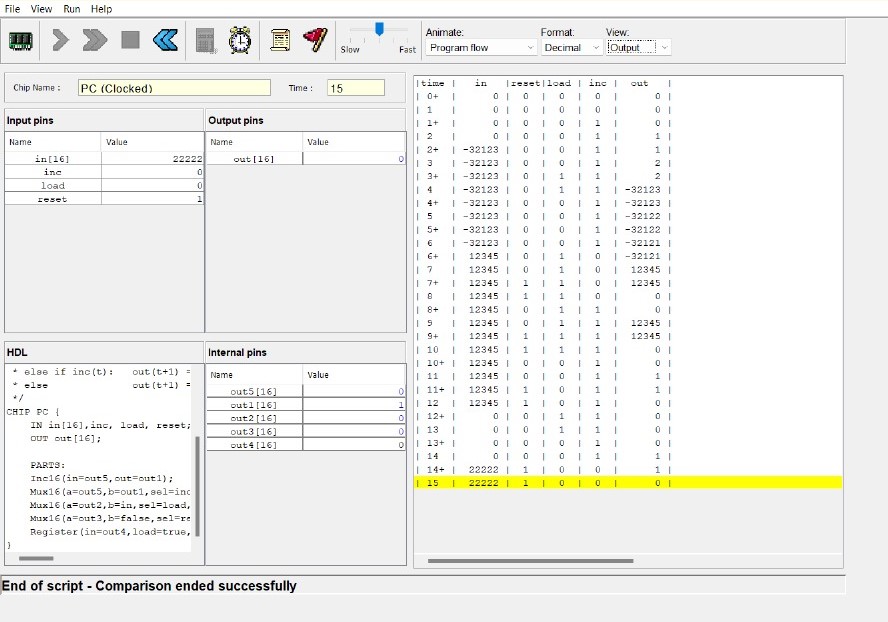 File View Run Help
Animate: Format: View:
Slow Fast Program flow Decimal Output
Chip Name : PC (Clocked) Time : 15
Input pins
Name Value
in[16] 22222
inc 0
load 0
reset 1
Output pins
Name Value
out[16] 0
HDL
* else if inc(t): out(t+1) =
* else out(t+1) =
*/
CHIP PC {
IN in[16],inc, load, reset;
OUT out[16];
PARTS:
Inc16(in=out5,out=out1);
Mux16(a=out5,b=out1,sel=inc
Mux16(a=out2,b=in,sel=load,
Mux16(a=out3,b=false,sel=re
Register(in=out4,load=true,
}
Internal pins
Name Value
out5[16] 0
out1[16] 1
out2[16] 0
out3[16] 0
out4[16] 0
|time | in |reset|load | inc | out |
| 0+ | 0 | 0 | 0 | 0 | 0 |
| 1 | 0 | 0 | 0 | 0 | 0 |
| 1+ | 0 | 0 | 0 | 1 | 0 |
| 2 | 0 | 0 | 0 | 1 | 1 |
| 2+ | -32123 | 0 | 0 | 1 | 1 |
| 3 | -32123 | 0 | 0 | 1 | 2 |
| 3+ | -32123 | 0 | 1 | 1 | 2 |
| 4 | -32123 | 0 | 1 | 1 | -32123 |
| 4+ | -32123 | 0 | 0 | 1 | -32123 |
| 5 | -32123 | 0 | 0 | 1 | -32122 |
| 5+ | -32123 | 0 | 0 | 1 | -32122 |
| 6 | -32123 | 0 | 0 | 1 | -32121 |
| 6+ | 12345 | 0 | 1 | 0 | -32121 |
| 7 | 12345 | 0 | 1 | 0 | 12345 |
| 7+ | 12345 | 1 | 1 | 0 | 12345 |
| 8 | 12345 | 1 | 1 | 0 | 0 |
| 8+ | 12345 | 0 | 1 | 1 | 0 |
| 9 | 12345 | 0 | 1 | 1 | 12345 |
| 9+ | 12345 | 1 | 1 | 1 | 12345 |
| 10 | 12345 | 1 | 1 | 1 | 0 |
| 10+ | 12345 | 0 | 0 | 1 | 0 |
| 11 | 12345 | 0 | 0 | 1 | 1 |
| 11+ | 12345 | 1 | 0 | 1 | 1 |
| 12 | 12345 | 1 | 0 | 1 | 0 |
| 12+ | 0 | 0 | 1 | 1 | 0 |
| 13 | 0 | 0 | 1 | 1 | 0 |
| 13+ | 0 | 0 | 0 | 1 | 0 |
| 14 | 0 | 0 | 0 | 1 | 1 |
| 14+ | 22222 | 1 | 0 | 0 | 1 |
| 15 | 22222 | 1 | 0 | 0 | 0 |
End of script - Comparison ended successfully